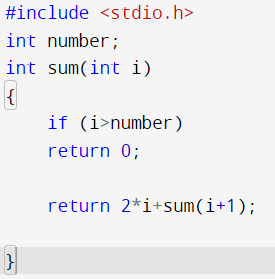 #include <stdio.h>
int number;
int sum(int i)
{
    if (i>number)
    return 0;
    return 2*i+sum(i+1);
}